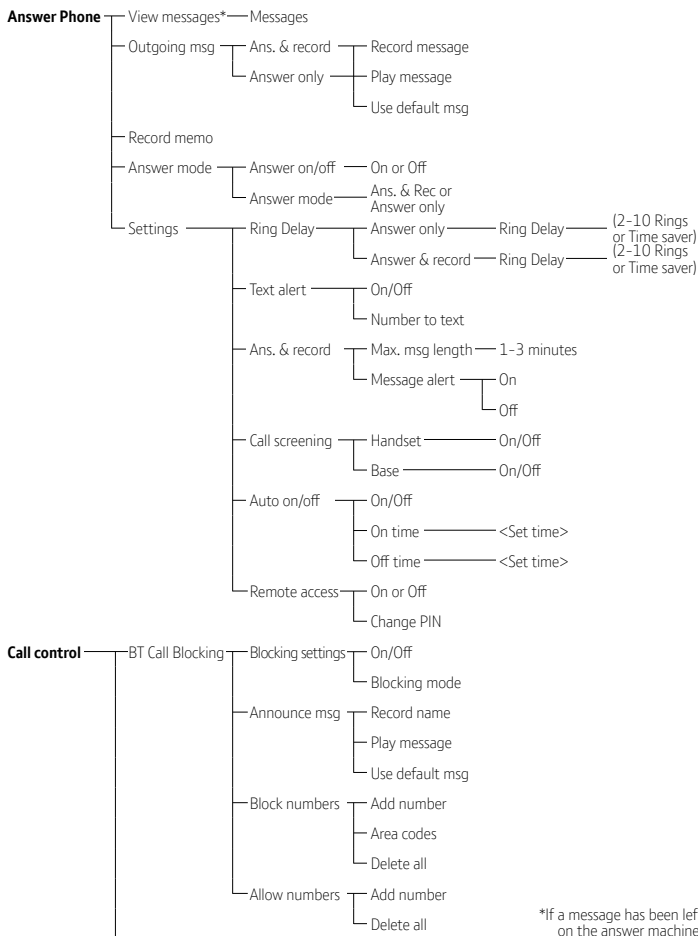 Answer Phone View messages* Messages
Outgoing msg Ans. & record Record message
Answer only Play message
Use default msg
Record memo
Answer mode Answer on/off On or Off
Answer mode Ans. & Rec or
Answer only
Settings Ring Delay Answer only Ring Delay (2-10 Rings
or Time saver)
Answer & record Ring Delay (2-10 Rings
or Time saver)
Text alert On/Off
Number to text
Ans. & record Max. msg length 1-3 minutes
Message alert On
Off
Call screening Handset On/Off
Base On/Off
Auto on/off On/Off
On time <Set time>
Off time <Set time>
Remote access On or Off
Change PIN
Call control BT Call Blocking Blocking settings On/Off
Blocking mode
Announce msg Record name
Play message
Use default msg
Block numbers Add number
Area codes
Delete all
Allow numbers Add number
Delete all
*If a message has been lef
on the answer machine